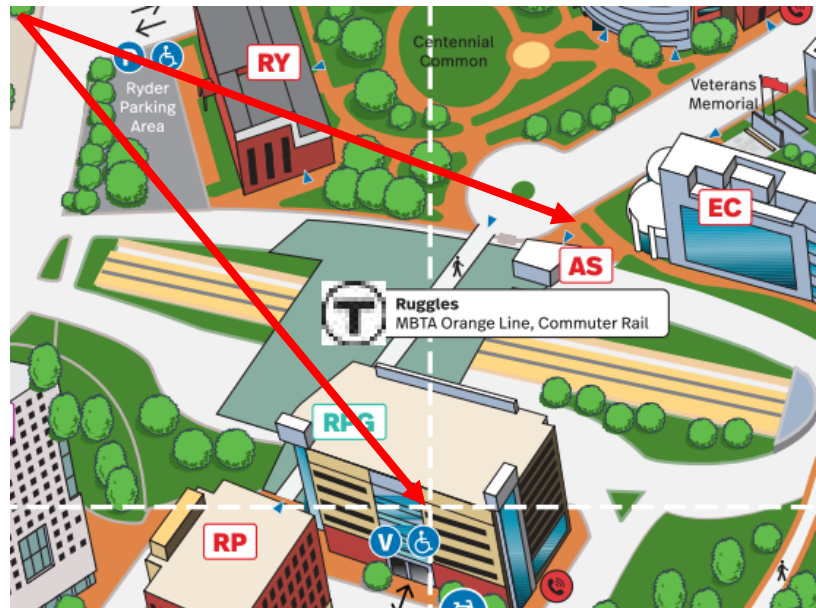 Centennial
Common
RY
P
Ryder
Parking
Area
Veterans
Memorial
EC
AS
T
Ruggles
MBTA Orange Line, Commuter Rail
RPG
RP
V